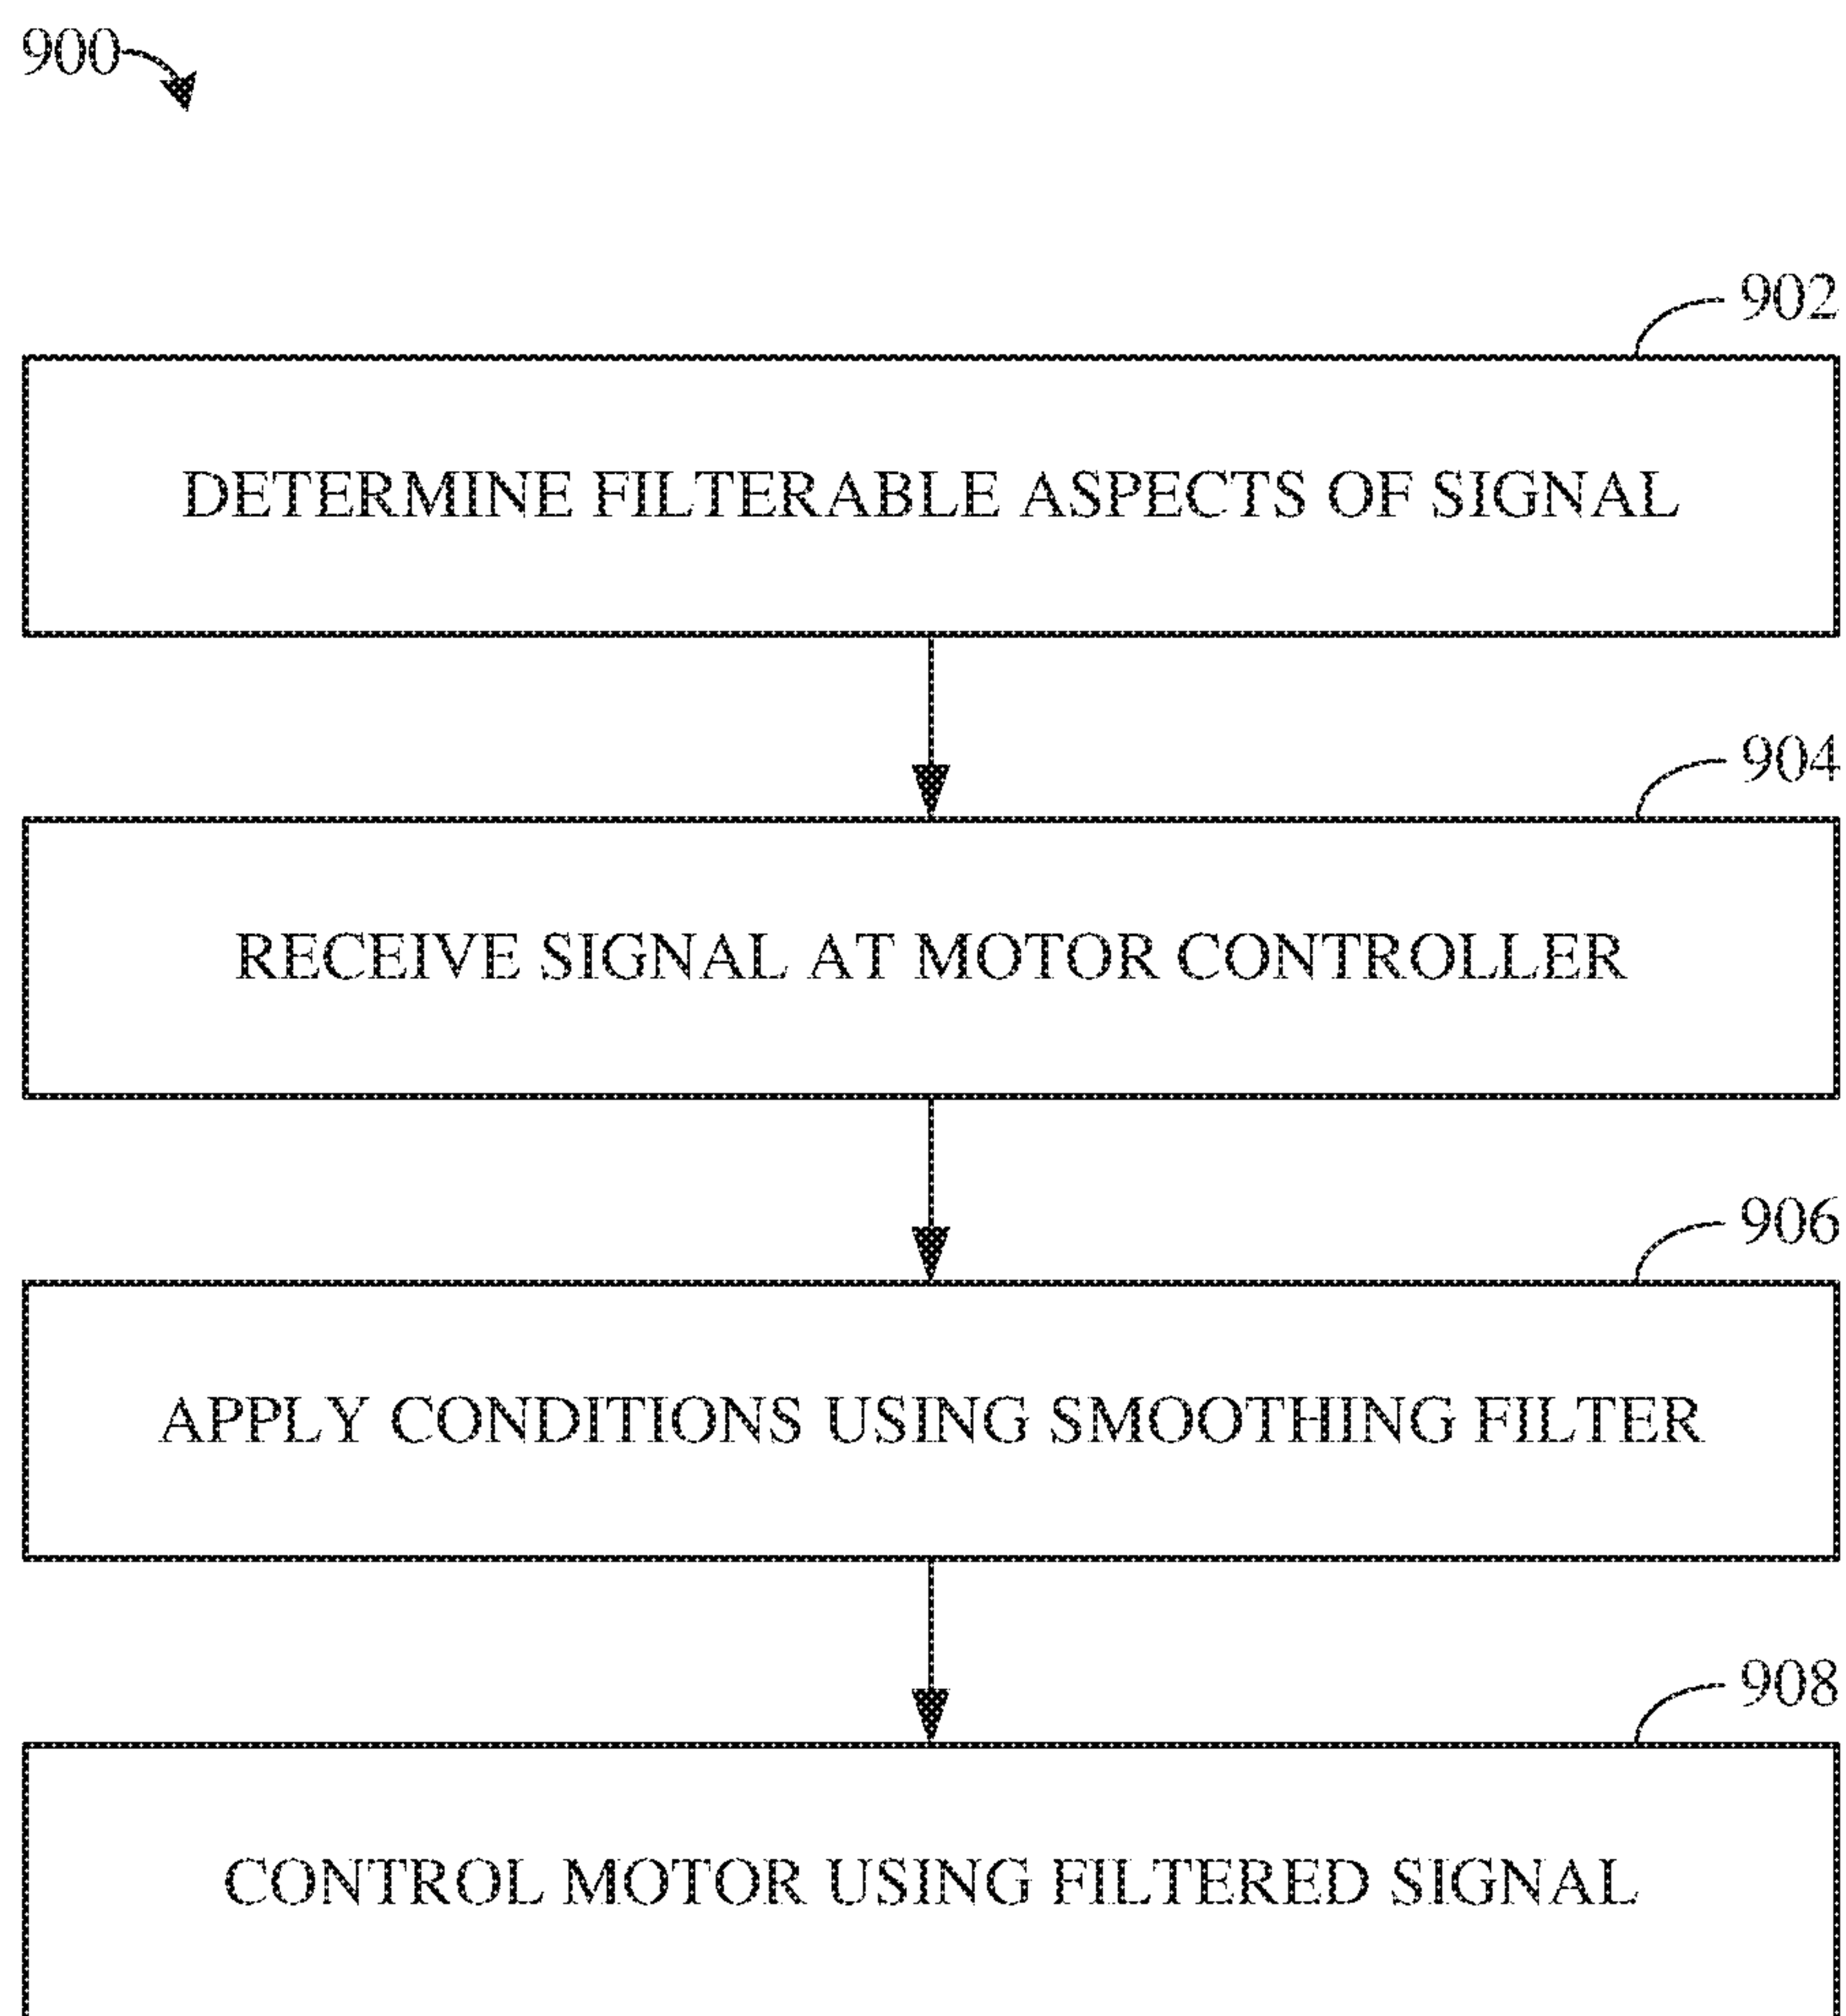 900
902
DETERMINE FILTERABLE ASPECTS OF SIGNAL
904
RECEIVE SIGNAL AT MOTOR CONTROLLER
906
APPLY CONDITIONS USING SMOOTHING FILTER
908
CONTROL MOTOR USING FILTERED SIGNAL